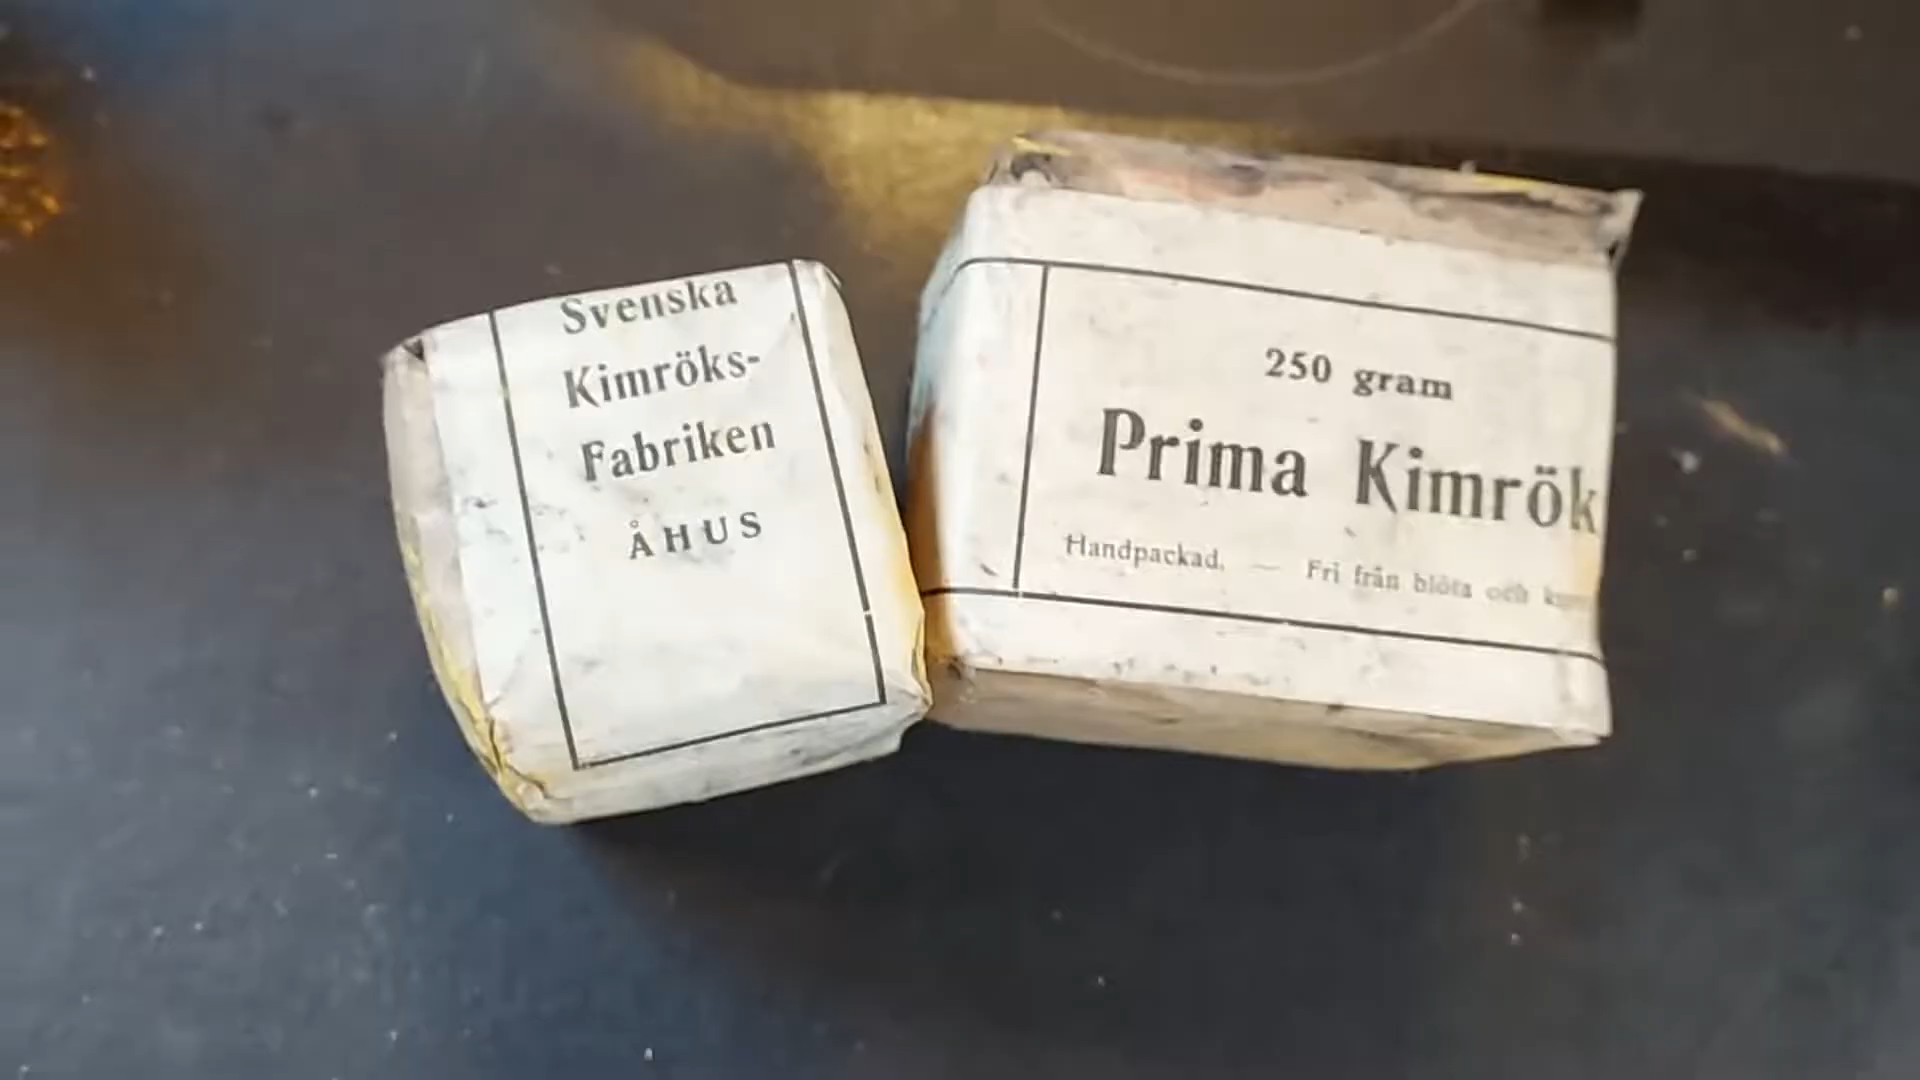 Svenska
Kimröks-
Fabriken
ÅHUS
250 gram
Prima Kimrök
Handpackad. — Fri från blöta och